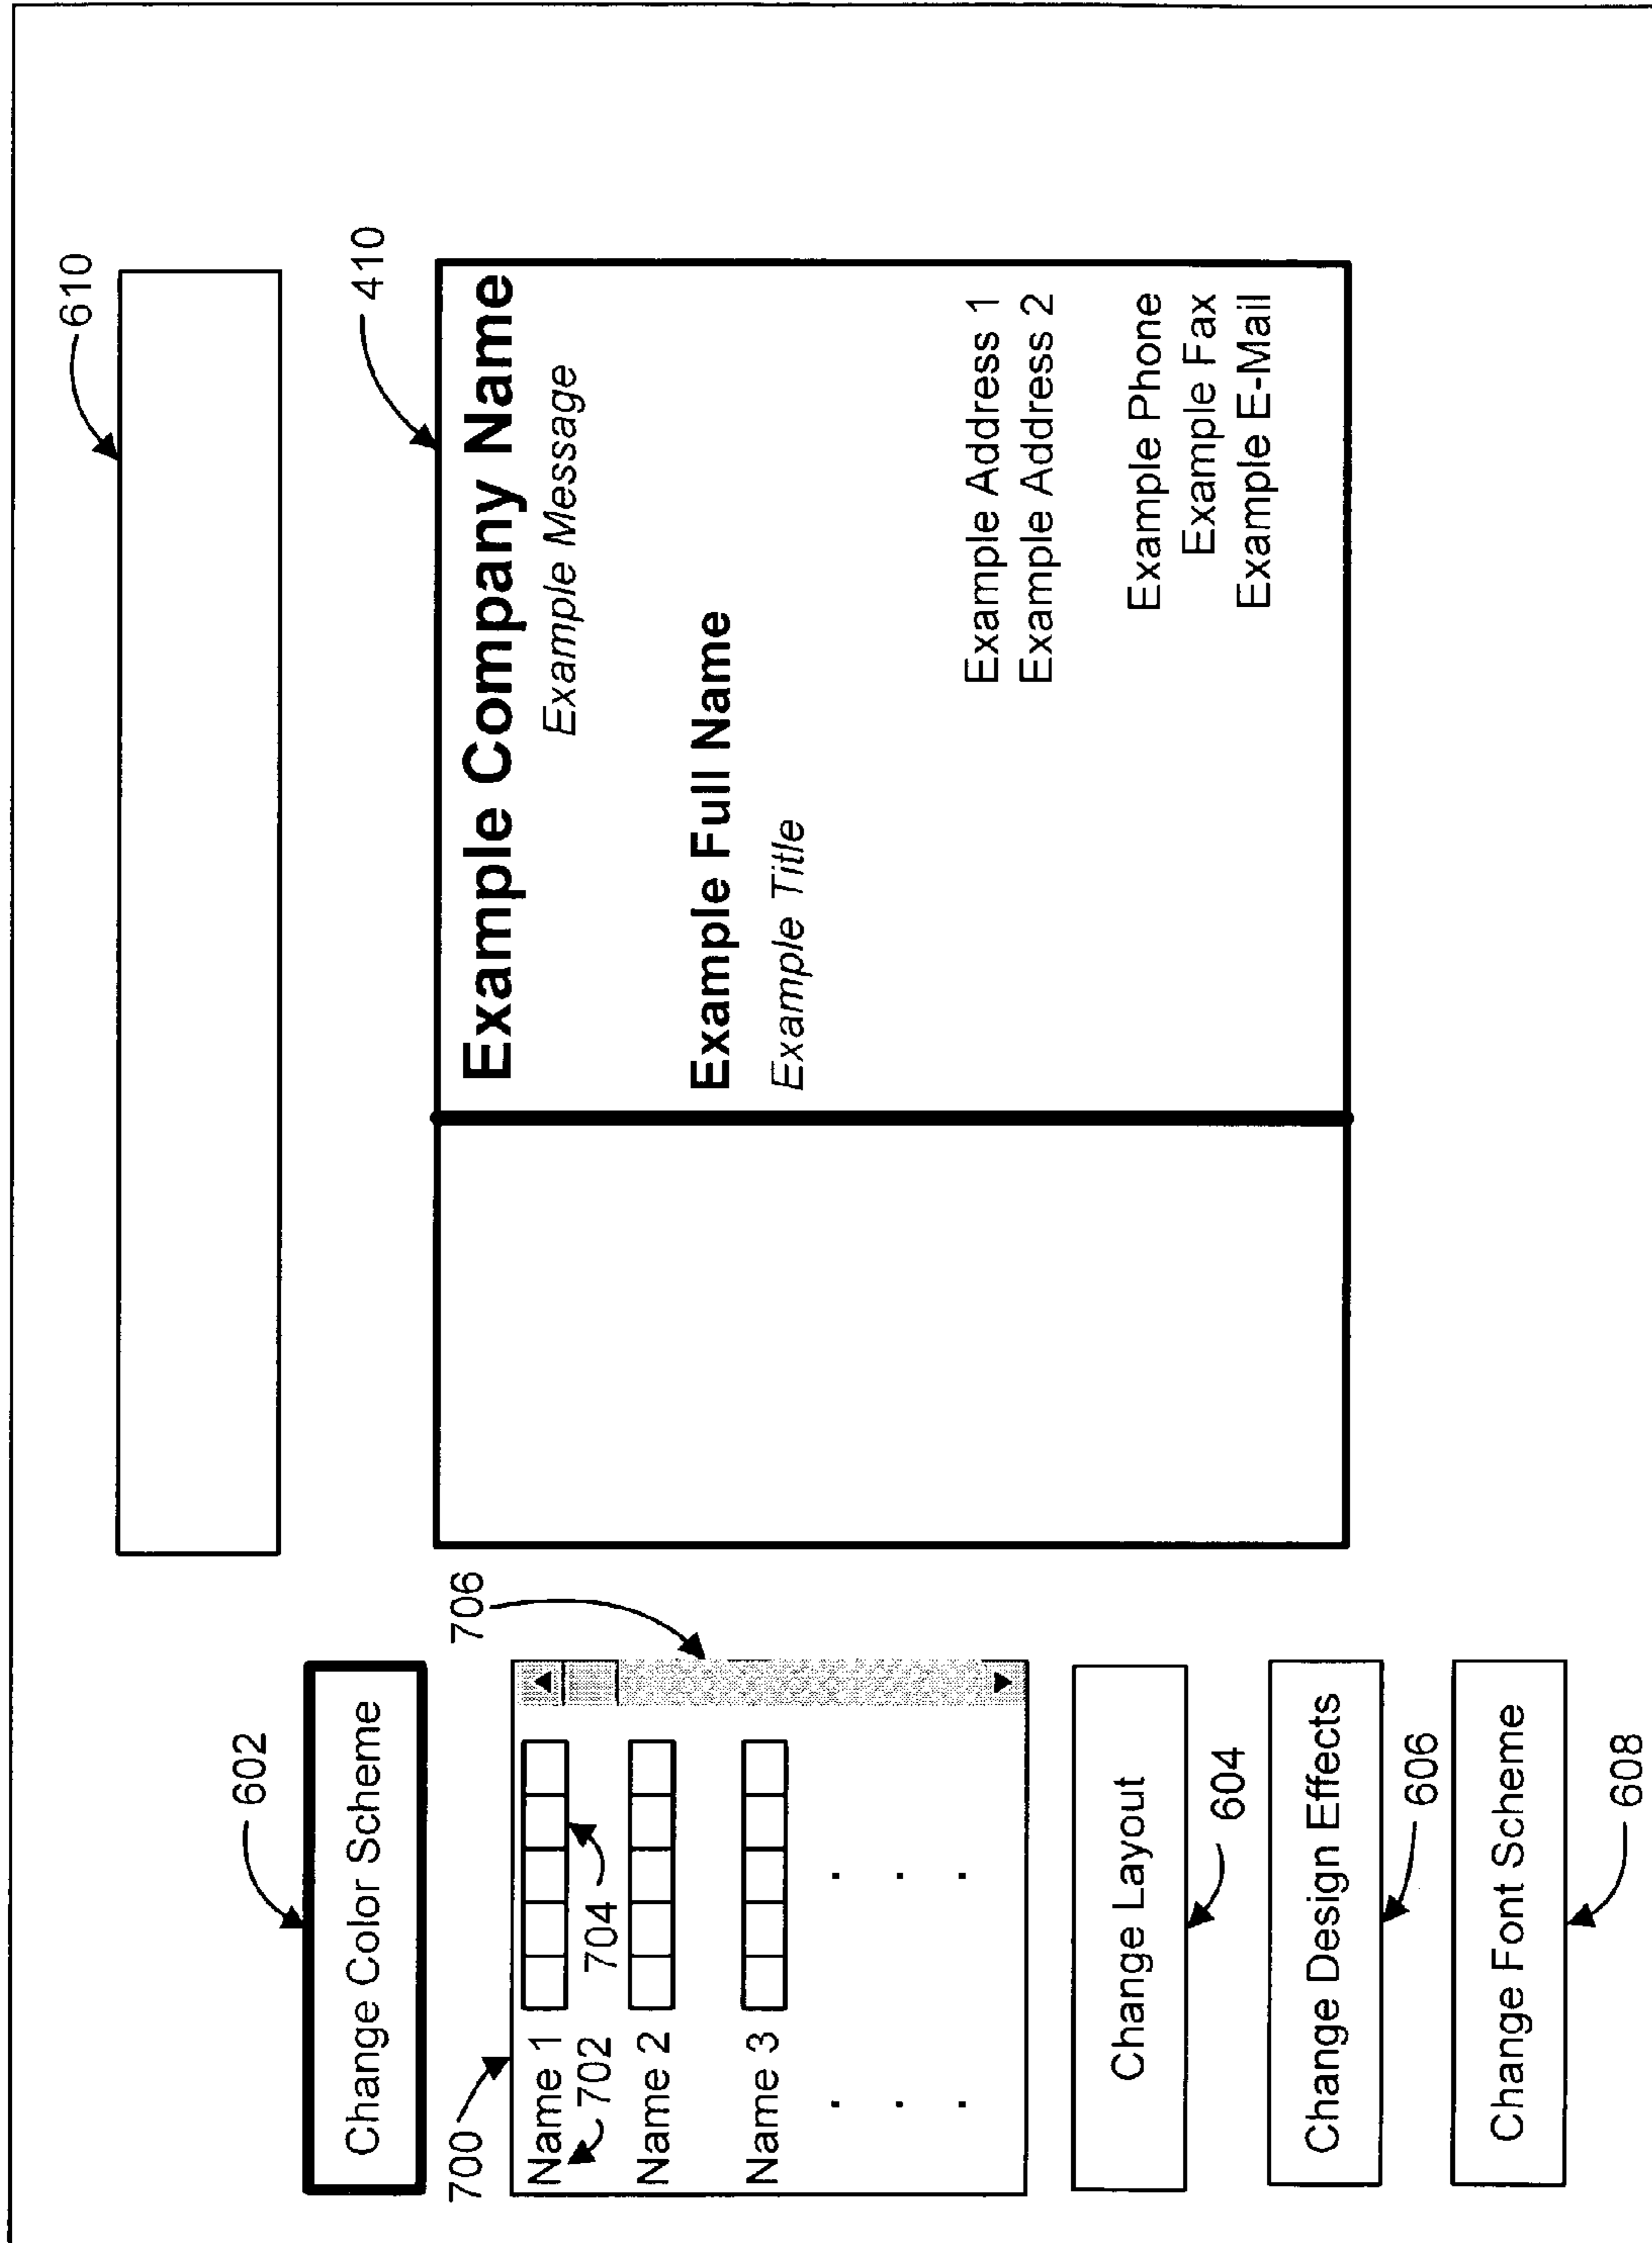 610
602
Change Color Scheme
410
700
Name 1
702
704
Name 2
Name 3
706
Example Company Name
Example Message
Example Full Name
Example Title
Example Address 1
Example Address 2
Example Phone
Example Fax
Example E-Mail
Change Layout
604
Change Design Effects
606
Change Font Scheme
608